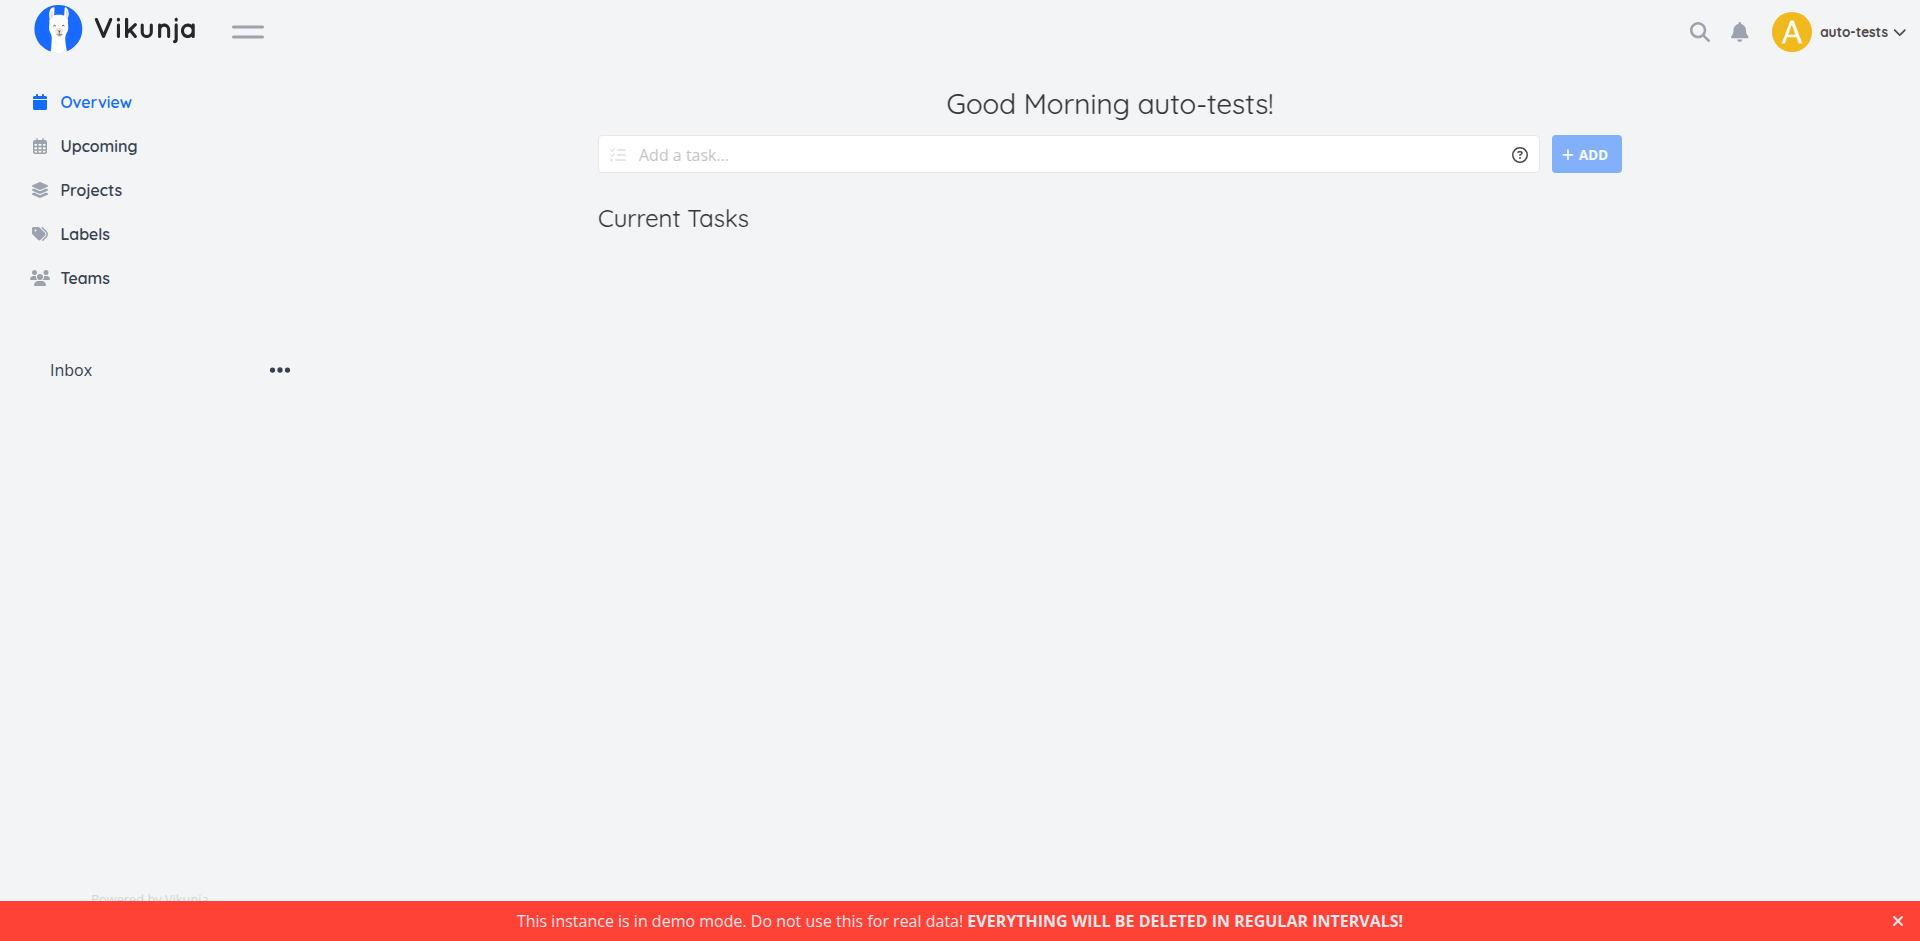 Vikunja
auto-tests
Overview
Upcoming
Projects
Labels
Teams
Inbox
Good Morning auto-tests!
Add a task...
+ ADD
Current Tasks
Powered by Vikunja
This instance is in demo mode. Do not use this for real data! EVERYTHING WILL BE DELETED IN REGULAR INTERVALS!